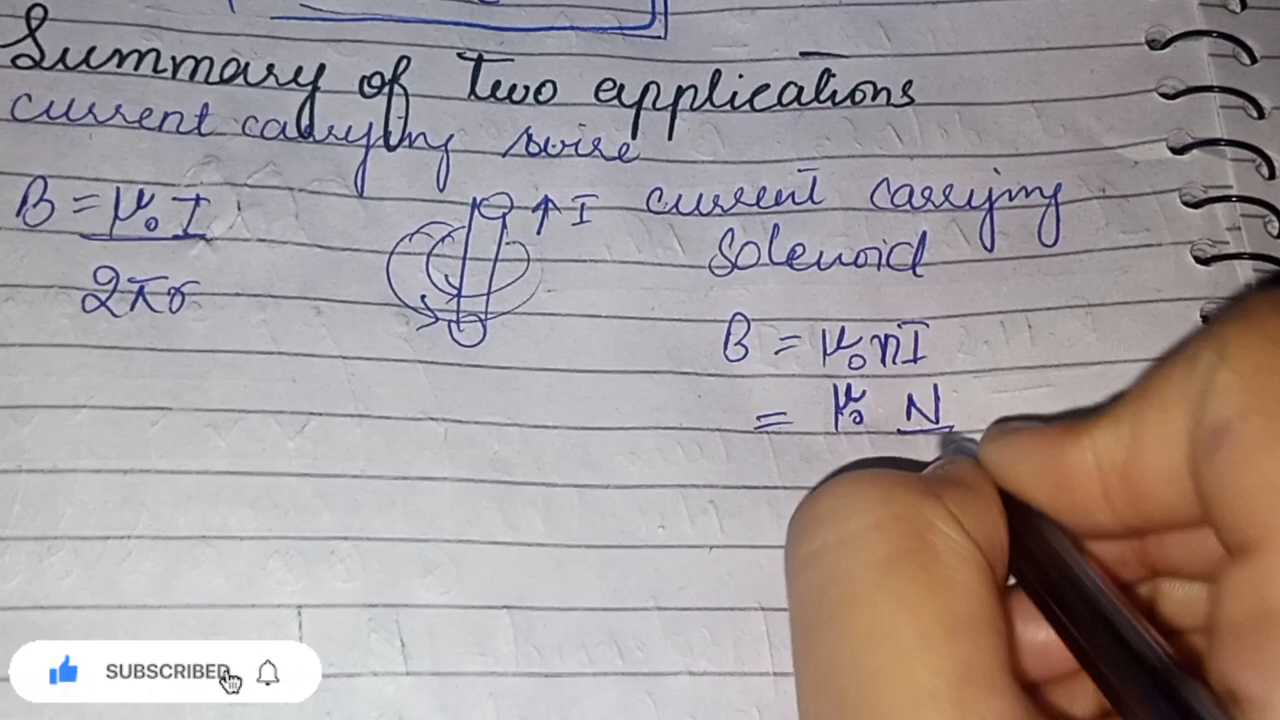 Summary of two applications
current carrying wire
B = μ₀I
2πr
↑ I
current carrying
solenoid
B = μ₀nI
= μ₀ N
SUBSCRIBED